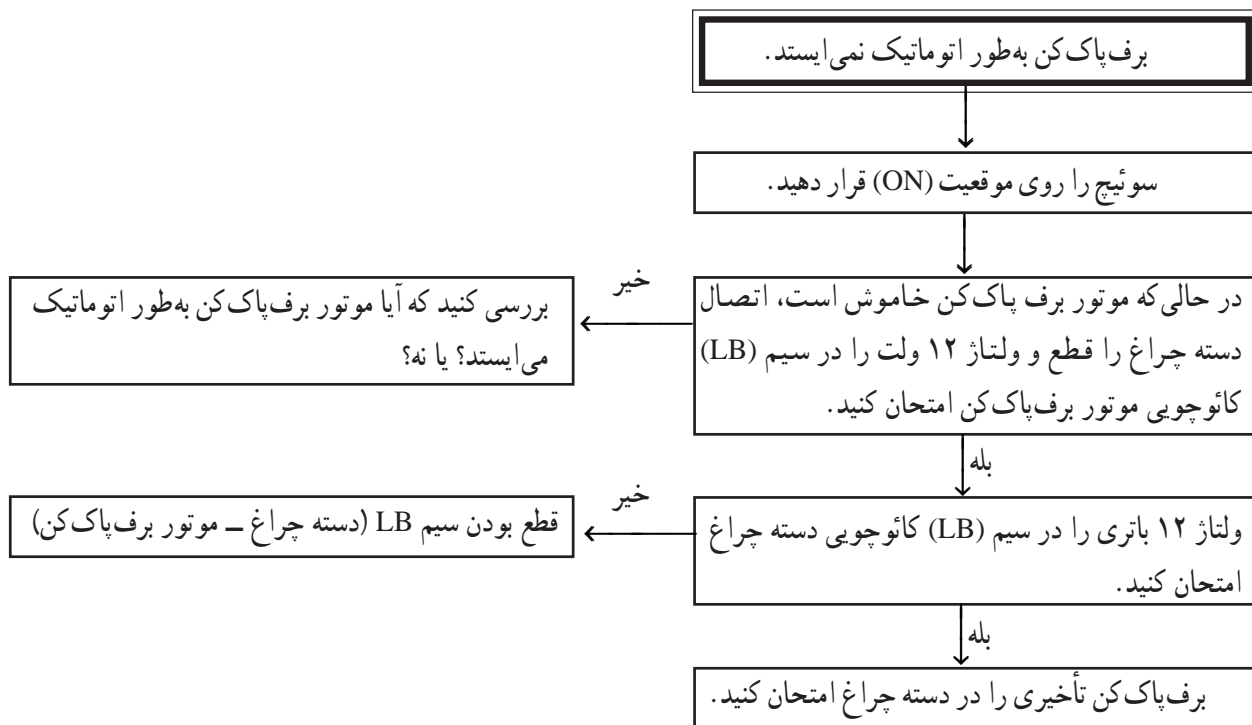 برف‌پاک‌کن به‌طور اتوماتیک نمی‌ایستد.
سوئیچ را روی موقعیت (ON) قرار دهید.
در حالی‌که موتور برف پاک‌کن خاموش است، اتصال
دسته چراغ را قطع و ولتاژ ۱۲ ولت را در سیم (LB)
کائوچویی موتور برف‌پاک‌کن امتحان کنید.
خیر
بررسی کنید که آیا موتور برف‌پاک‌کن به‌طور اتوماتیک
می‌ایستد؟ یا نه؟
بله
ولتاژ ۱۲ باتری را در سیم (LB) کائوچویی دسته چراغ
امتحان کنید.
خیر
قطع بودن سیم LB (دسته چراغ ــ موتور برف‌پاک‌کن)
بله
برف‌پاک‌کن تأخیری را در دسته چراغ امتحان کنید.